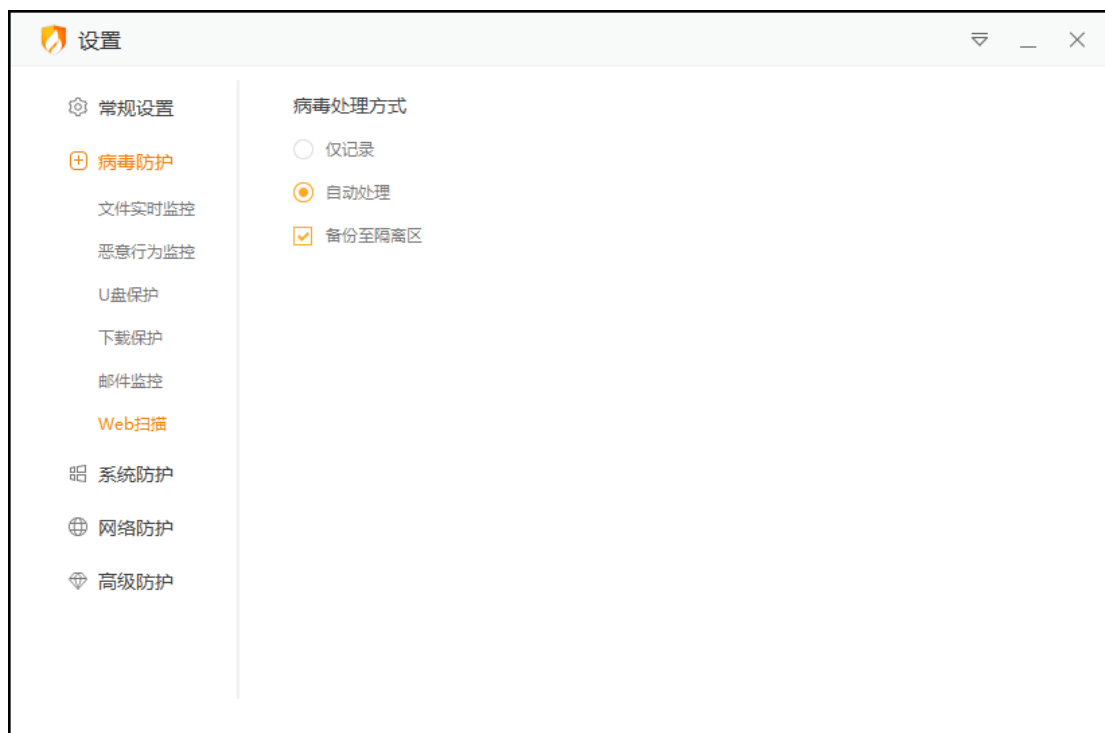 设置
常规设置
病毒防护
文件实时监控
恶意行为监控
U盘保护
下载保护
邮件监控
Web扫描
系统防护
网络防护
高级防护
病毒处理方式
仅记录
自动处理
备份至隔离区